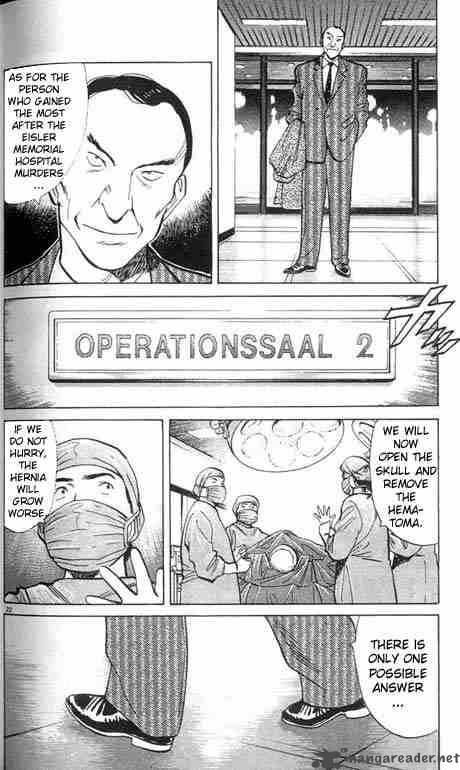 AS FOR THE
PERSON
WHO GAINED
THE MOST
AFTER THE
EISLER
MEMORIAL
HOSPITAL
MURDERS
...
OPERATIONSSAAL 2
カッ
IF WE
DO NOT
HURRY,
THE
HERNIA
WILL
GROW
WORSE.
WE WILL
NOW
OPEN THE
SKULL AND
REMOVE
THE
HEMA-
TOMA.
22
THERE IS
ONLY ONE
POSSIBLE
ANSWER
...
mangareader.net